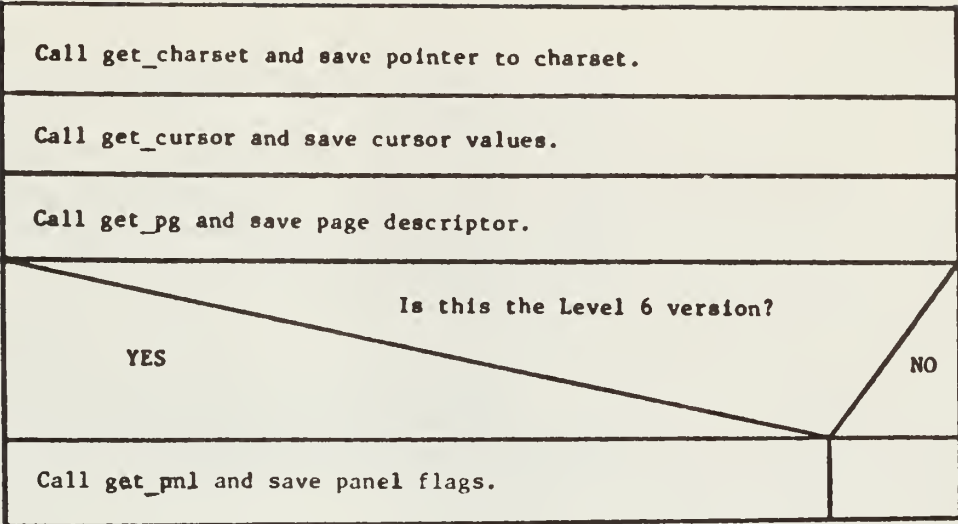 Call get_charset and save pointer to charset.
Call get_cursor and save cursor values.
Call get_pg and save page descriptor.
Is this the Level 6 version?
YES
NO
Call get_pnl and save panel flags.